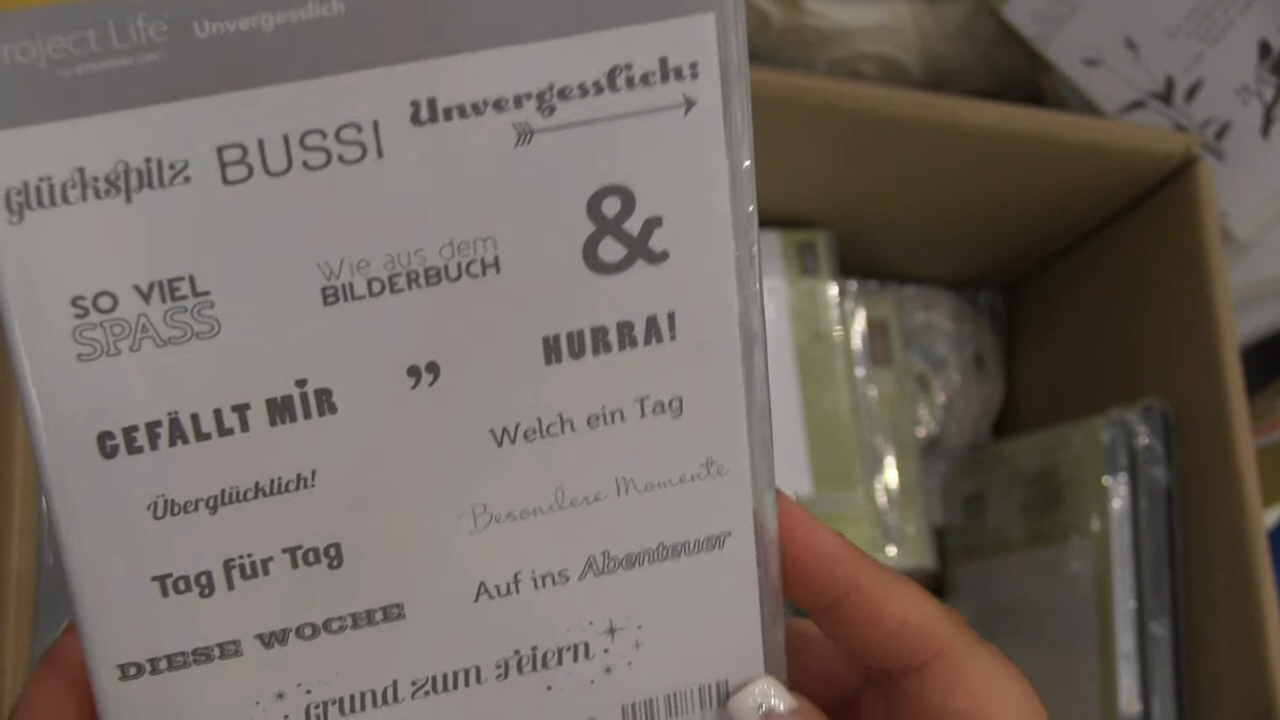 Project Life Unvergesslich
Unvergesslich:
glückspilz BUSSI
&
SO VIEL
SPASS
Wie aus dem
BILDERBUCH
HURRA!
GEFÄLLT MIR
”
Welch ein Tag
Überglücklich!
Besondere Momente
Tag für Tag
Auf ins Abenteuer
DIESE WOCHE
Grund zum Feiern